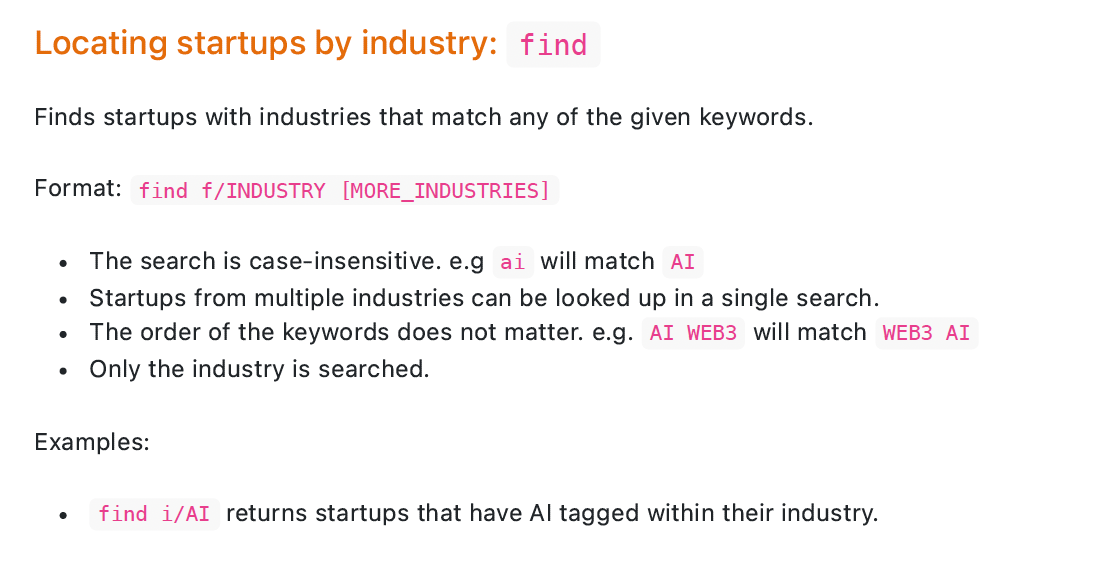 Locating startups by industry: find
Finds startups with industries that match any of the given keywords.
Format: find f/INDUSTRY [MORE_INDUSTRIES]
• The search is case-insensitive. e.g ai will match AI
• Startups from multiple industries can be looked up in a single search.
• The order of the keywords does not matter. e.g. AI WEB3 will match WEB3 AI
• Only the industry is searched.
Examples:
• find i/AI returns startups that have AI tagged within their industry.